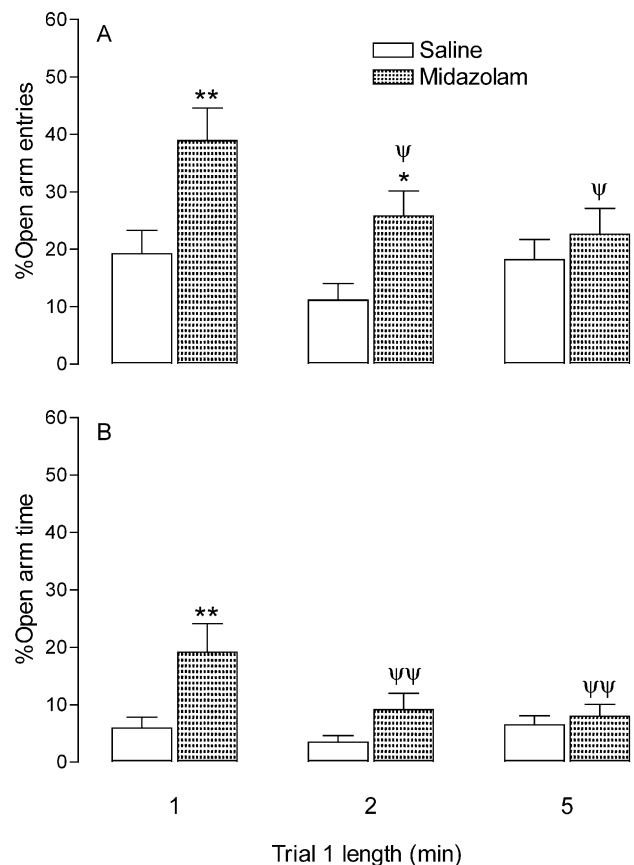 A
Saline
Midazolam
%Open arm entries
60
50
40
30
20
10
0
**
ψ
*
ψ
B
%Open arm time
60
50
40
30
20
10
0
**
ψψ
ψψ
1 2 5
Trial 1 length (min)